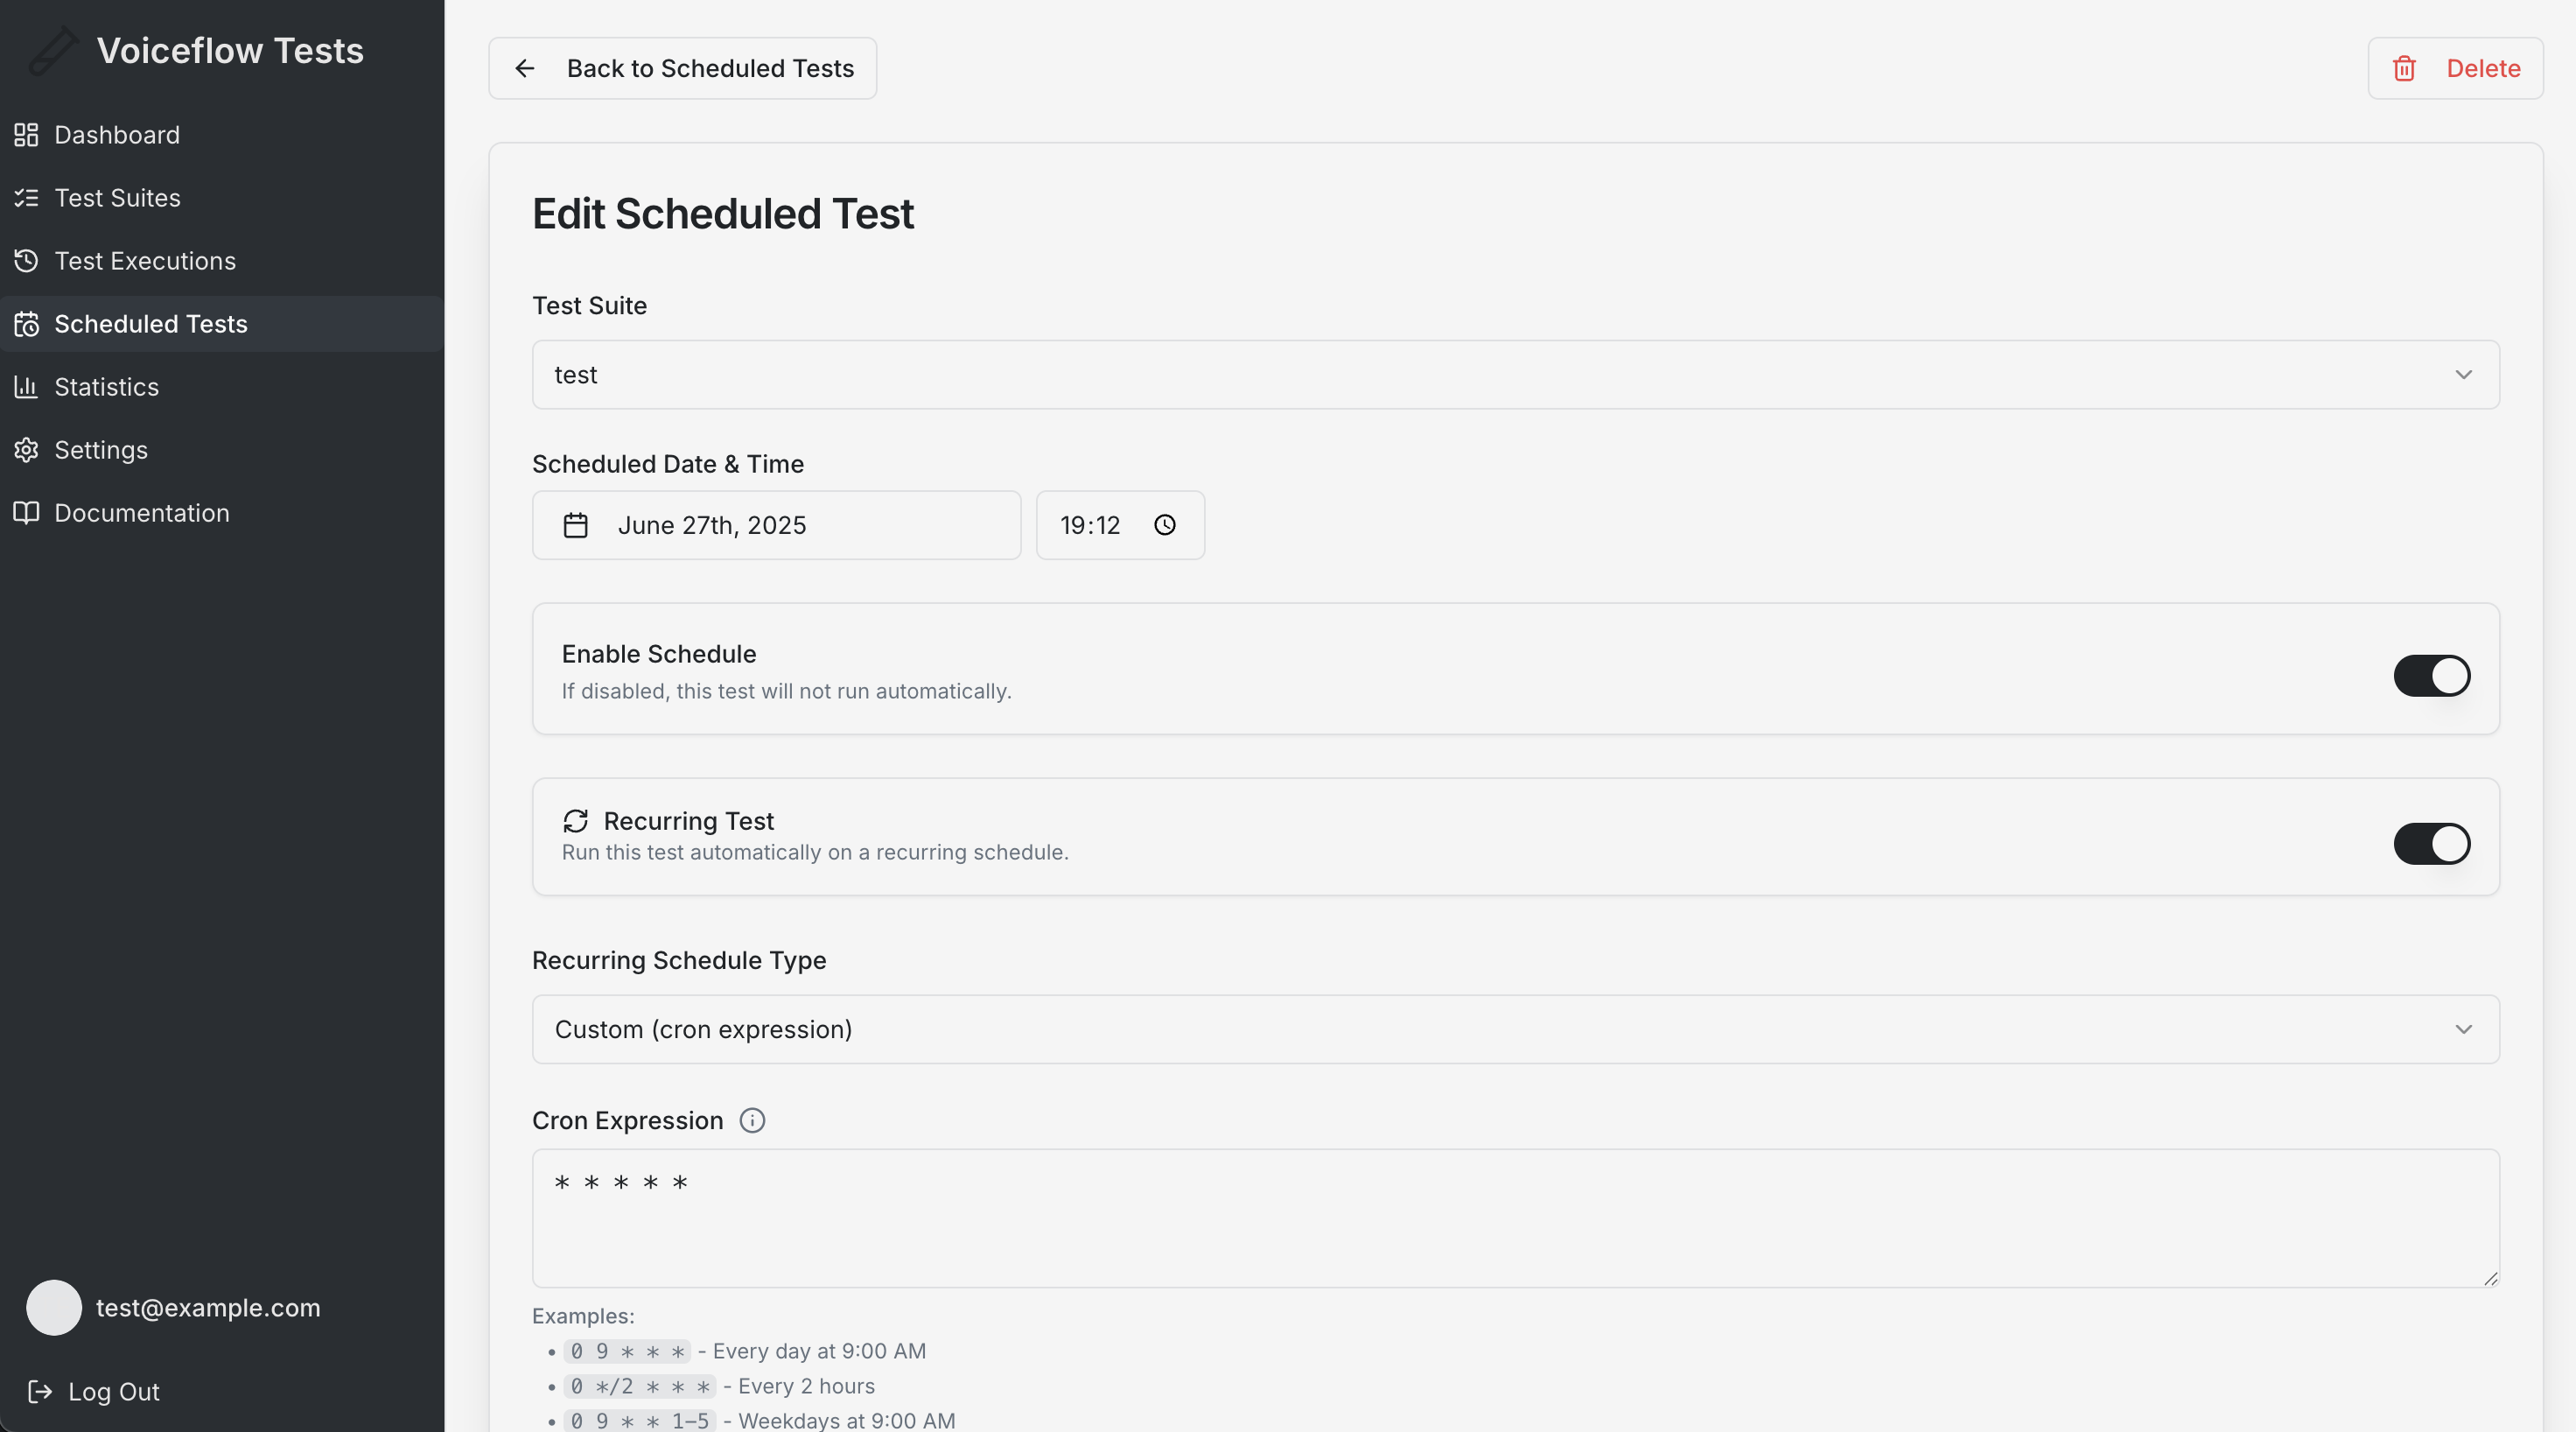 Voiceflow Tests
Dashboard
Test Suites
Test Executions
Scheduled Tests
Statistics
Settings
Documentation
test@example.com
Log Out
Back to Scheduled Tests
Delete
Edit Scheduled Test
Test Suite
test
Scheduled Date & Time
June 27th, 2025 19:12
Enable Schedule
If disabled, this test will not run automatically.
Recurring Test
Run this test automatically on a recurring schedule.
Recurring Schedule Type
Custom (cron expression)
Cron Expression
* * * * *
Examples:
• 0 9 * * * - Every day at 9:00 AM
• 0 */2 * * * - Every 2 hours
• 0 9 * * 1-5 - Weekdays at 9:00 AM